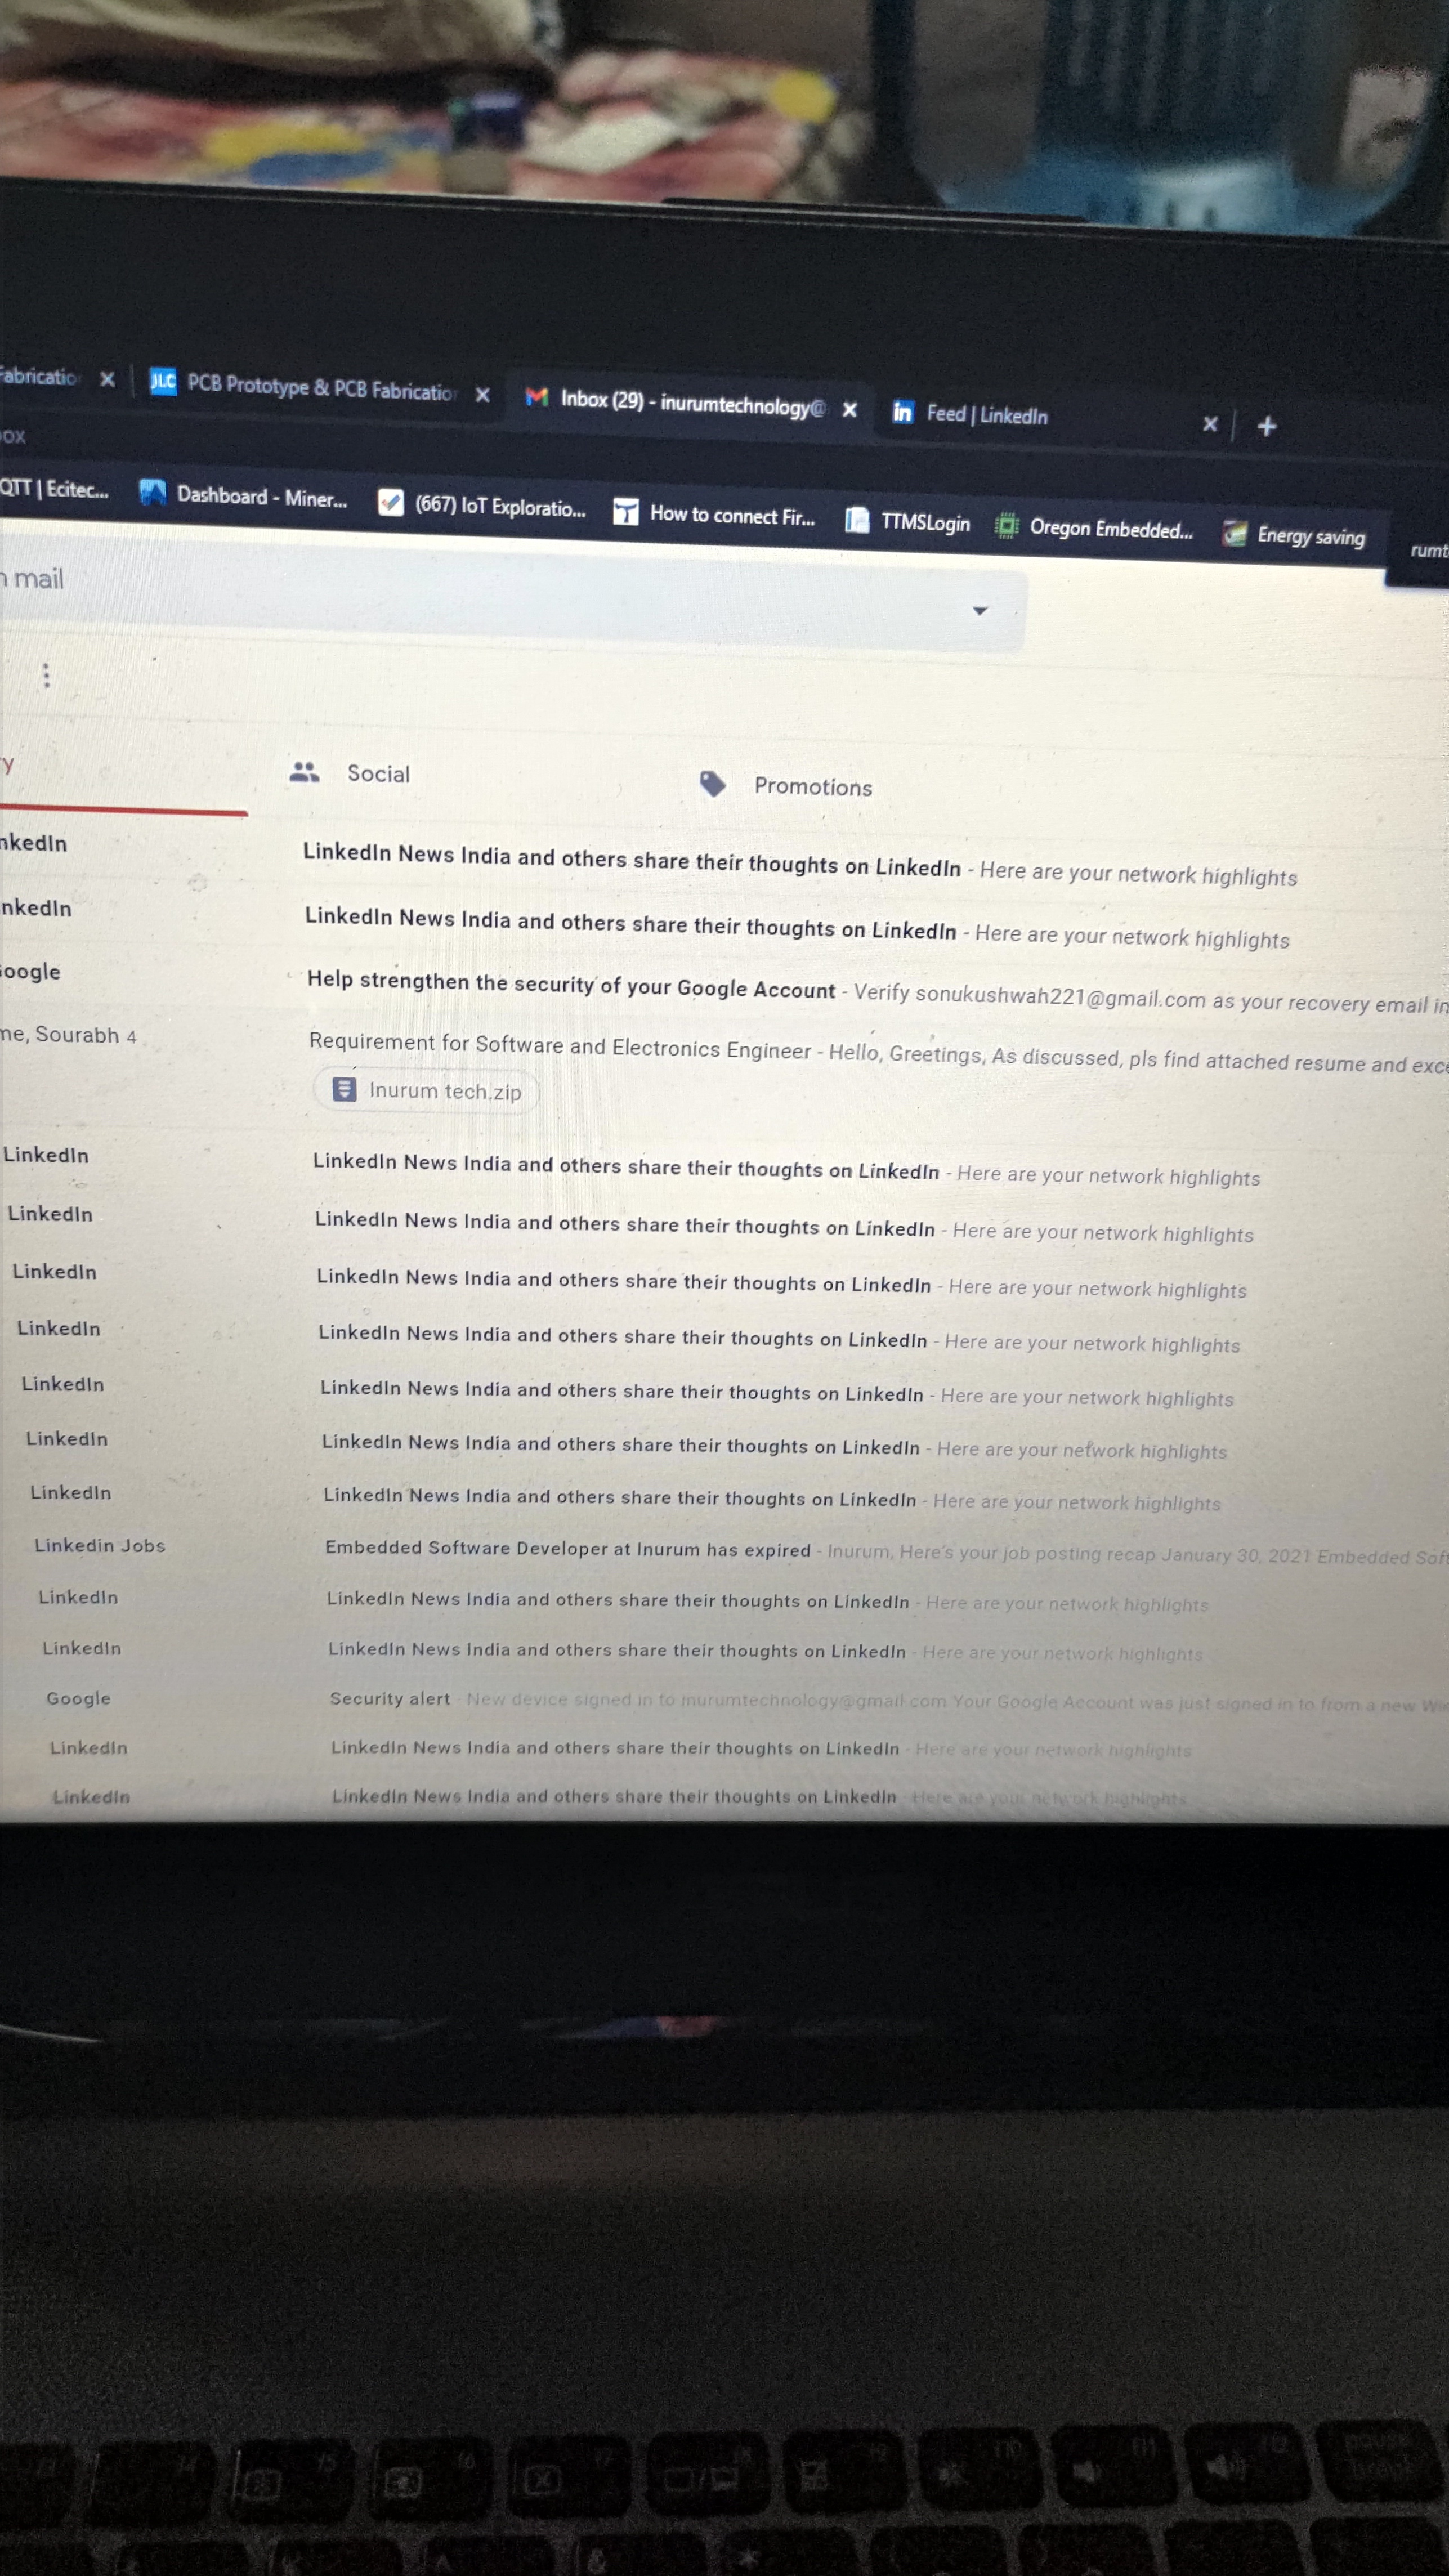 Fabricatio × JLC PCB Prototype & PCB Fabrication × Inbox (29) - inurumtechnology@ × in Feed | LinkedIn × +
ox
QTT | Ecitec... Dashboard - Miner... (667) IoT Exploratio... How to connect Fir... TTMSLogin Oregon Embedded... Energy saving rumt
mail
y Social Promotions
nkedIn LinkedIn News India and others share their thoughts on LinkedIn - Here are your network highlights
nkedIn LinkedIn News India and others share their thoughts on LinkedIn - Here are your network highlights
oogle Help strengthen the security of your Google Account - Verify sonukushwah221@gmail.com as your recovery email in
me, Sourabh 4 Requirement for Software and Electronics Engineer - Hello, Greetings, As discussed, pls find attached resume and exce
Inurum tech.zip
LinkedIn LinkedIn News India and others share their thoughts on LinkedIn - Here are your network highlights
LinkedIn LinkedIn News India and others share their thoughts on LinkedIn - Here are your network highlights
LinkedIn LinkedIn News India and others share their thoughts on LinkedIn - Here are your network highlights
LinkedIn LinkedIn News India and others share their thoughts on LinkedIn - Here are your network highlights
LinkedIn LinkedIn News India and others share their thoughts on LinkedIn - Here are your network highlights
LinkedIn LinkedIn News India and others share their thoughts on LinkedIn - Here are your network highlights
LinkedIn LinkedIn News India and others share their thoughts on LinkedIn - Here are your network highlights
Linkedin Jobs Embedded Software Developer at Inurum has expired - Inurum, Here's your job posting recap January 30, 2021 Embedded Soft
LinkedIn LinkedIn News India and others share their thoughts on LinkedIn - Here are your network highlights
LinkedIn LinkedIn News India and others share their thoughts on LinkedIn - Here are your network highlights
Google Security alert - New device signed in to inurumtechnology@gmail.com Your Google Account was just signed in to from a new Wi
LinkedIn LinkedIn News India and others share their thoughts on LinkedIn - Here are your network highlights
LinkedIn LinkedIn News India and others share their thoughts on LinkedIn - Here are your network highlights
pause
break